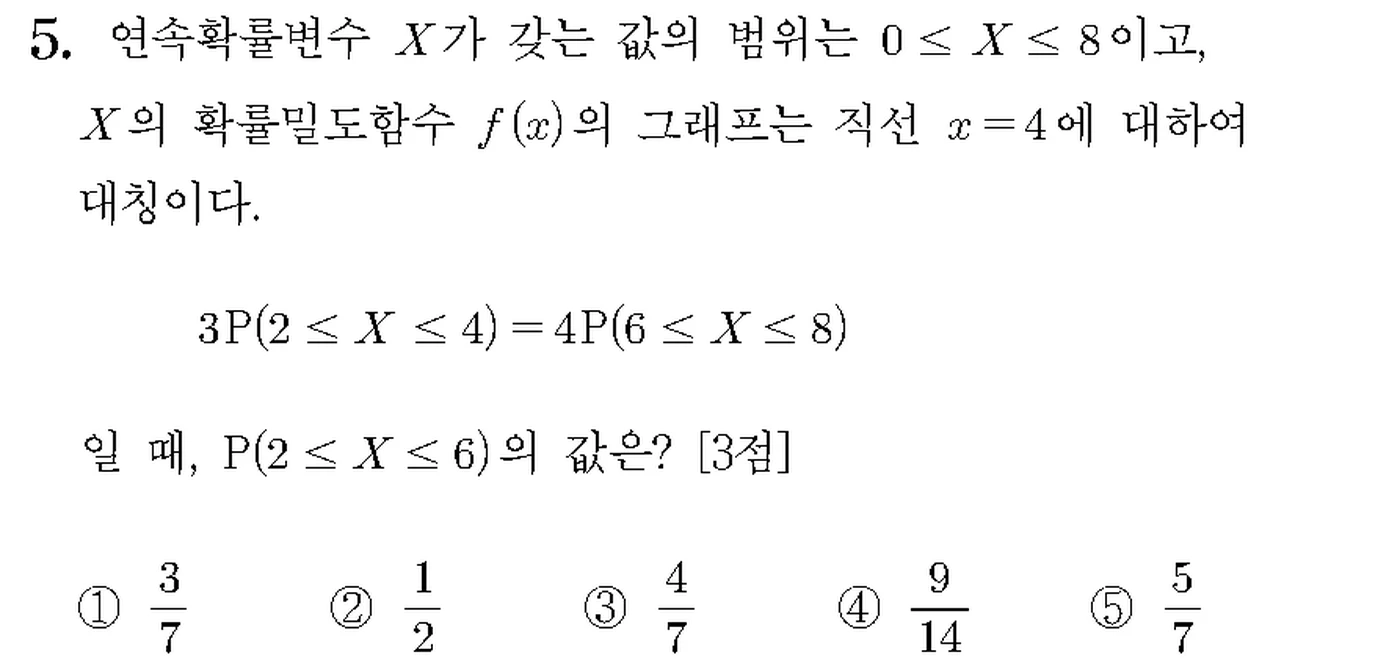 5. 연속확률변수 X가 갖는 값의 범위는 0 ≤ X ≤ 8이고,
X의 확률밀도함수 f(x)의 그래프는 직선 x=4에 대하여
대칭이다.
3P(2 ≤ X ≤ 4) = 4P(6 ≤ X ≤ 8)
일 때, P(2 ≤ X ≤ 6)의 값은? [3점]
① 3/7 ② 1/2 ③ 4/7 ④ 9/14 ⑤ 5/7